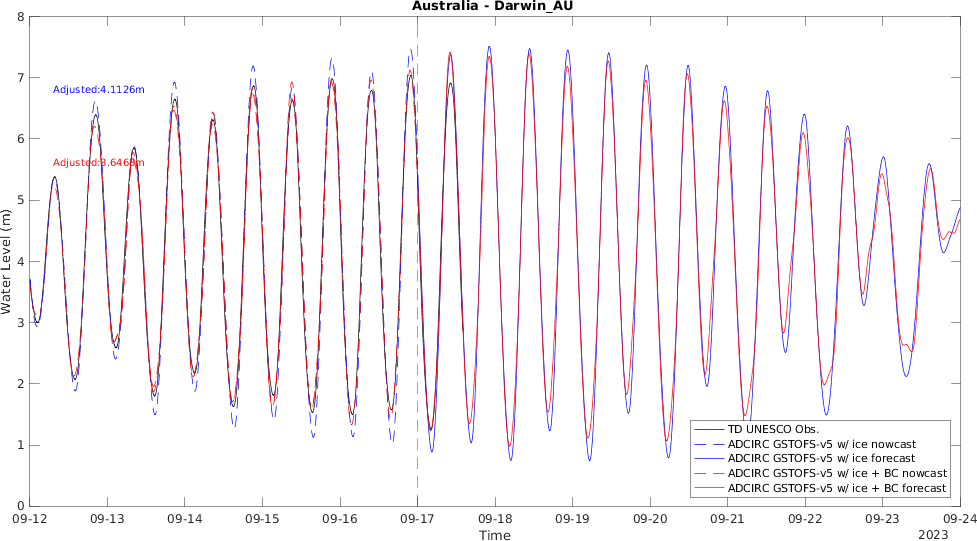 Australia - Darwin_AU
8
7
6
5
4
3
2
1
0
Water Level (m)
Adjusted:4.1126m
Adjusted:3.6468m
TD UNESCO Obs.
ADCIRC GSTOFS-v5 w/ ice nowcast
ADCIRC GSTOFS-v5 w/ ice forecast
ADCIRC GSTOFS-v5 w/ ice + BC nowcast
ADCIRC GSTOFS-v5 w/ ice + BC forecast
09-12 09-13 09-14 09-15 09-16 09-17 09-18 09-19 09-20 09-21 09-22 09-23 09-24
Time
2023